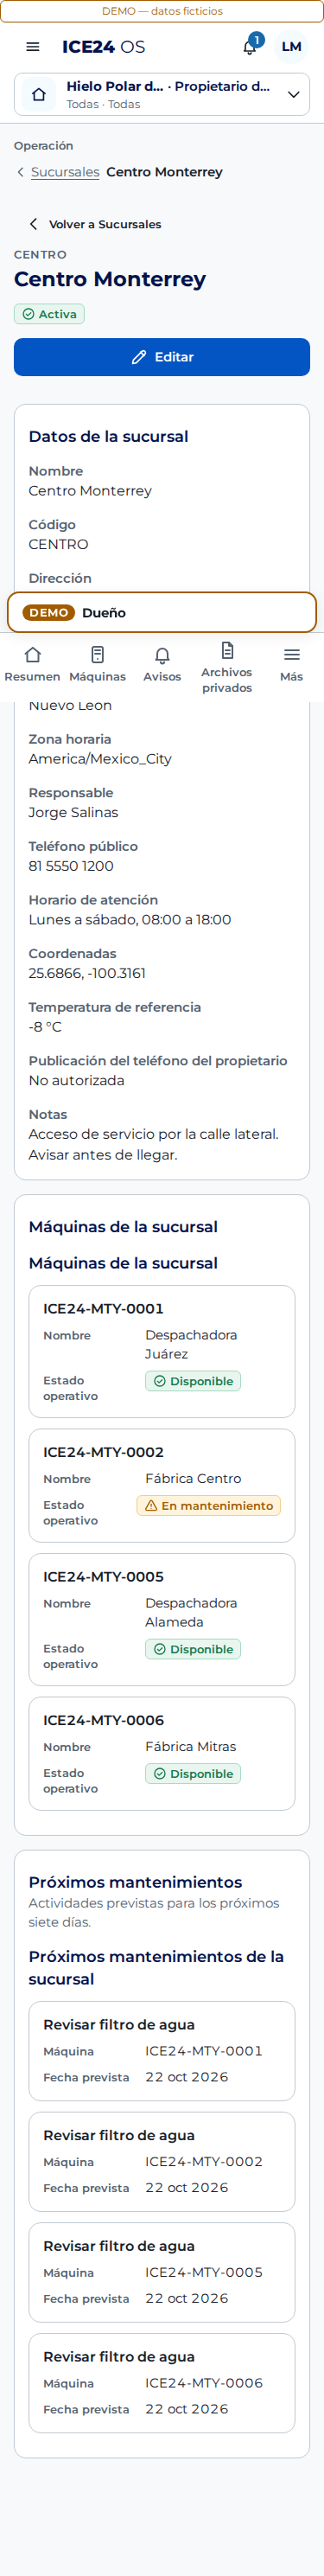 DEMO — datos ficticios
ICE24 OS
1
LM
Hielo Polar d... · Propietario d...
Todas · Todas
Operación
Sucursales Centro Monterrey
Volver a Sucursales
CENTRO
Centro Monterrey
Activa
Editar
Datos de la sucursal
Nombre
Centro Monterrey
Código
CENTRO
Dirección
DEMO Dueño
Resumen
Máquinas
Avisos
Archivos privados
Más
Nuevo León
Zona horaria
America/Mexico_City
Responsable
Jorge Salinas
Teléfono público
81 5550 1200
Horario de atención
Lunes a sábado, 08:00 a 18:00
Coordenadas
25.6866, -100.3161
Temperatura de referencia
-8 °C
Publicación del teléfono del propietario
No autorizada
Notas
Acceso de servicio por la calle lateral.
Avisar antes de llegar.
Máquinas de la sucursal
Máquinas de la sucursal
ICE24-MTY-0001
Nombre Despachadora
Juárez
Estado operativo Disponible
ICE24-MTY-0002
Nombre Fábrica Centro
Estado operativo En mantenimiento
ICE24-MTY-0005
Nombre Despachadora
Alameda
Estado operativo Disponible
ICE24-MTY-0006
Nombre Fábrica Mitras
Estado operativo Disponible
Próximos mantenimientos
Actividades previstas para los próximos
siete días.
Próximos mantenimientos de la
sucursal
Revisar filtro de agua
Máquina ICE24-MTY-0001
Fecha prevista 22 oct 2026
Revisar filtro de agua
Máquina ICE24-MTY-0002
Fecha prevista 22 oct 2026
Revisar filtro de agua
Máquina ICE24-MTY-0005
Fecha prevista 22 oct 2026
Revisar filtro de agua
Máquina ICE24-MTY-0006
Fecha prevista 22 oct 2026